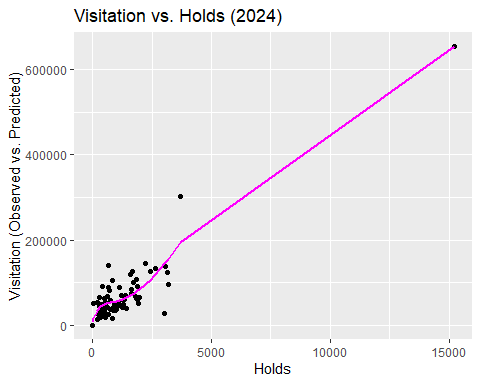 Visitation vs. Holds (2024)
Visitation (Observed vs. Predicted)
600000
400000
200000
0
0 5000 10000 15000
Holds